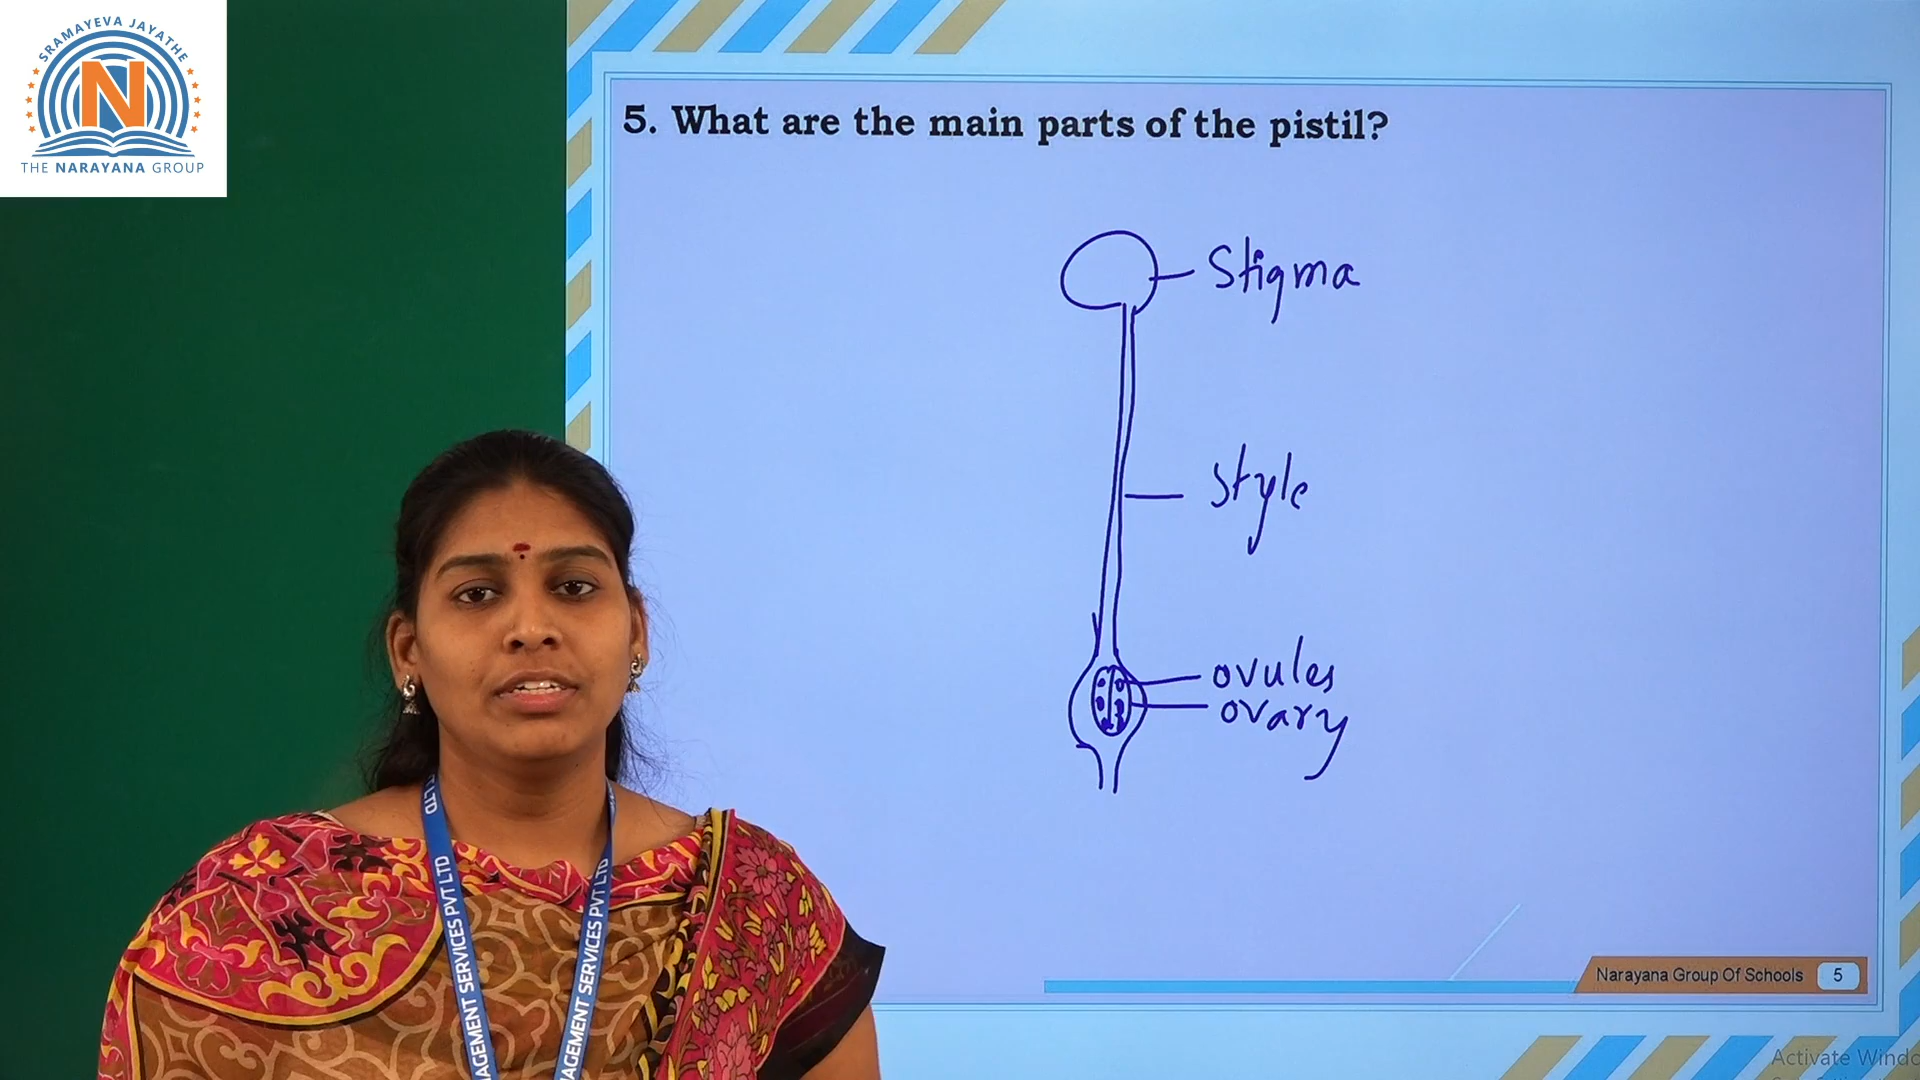 SRAMAYEVA JAYATHE
N
THE NARAYANA GROUP
5. What are the main parts of the pistil?
Stigma
Style
ovules
ovary
LTD
AGEMENT SERVICES PVT LTD
AGEMENT SERVICES PVT LTD
Narayana Group Of Schools 5
Activate Windo